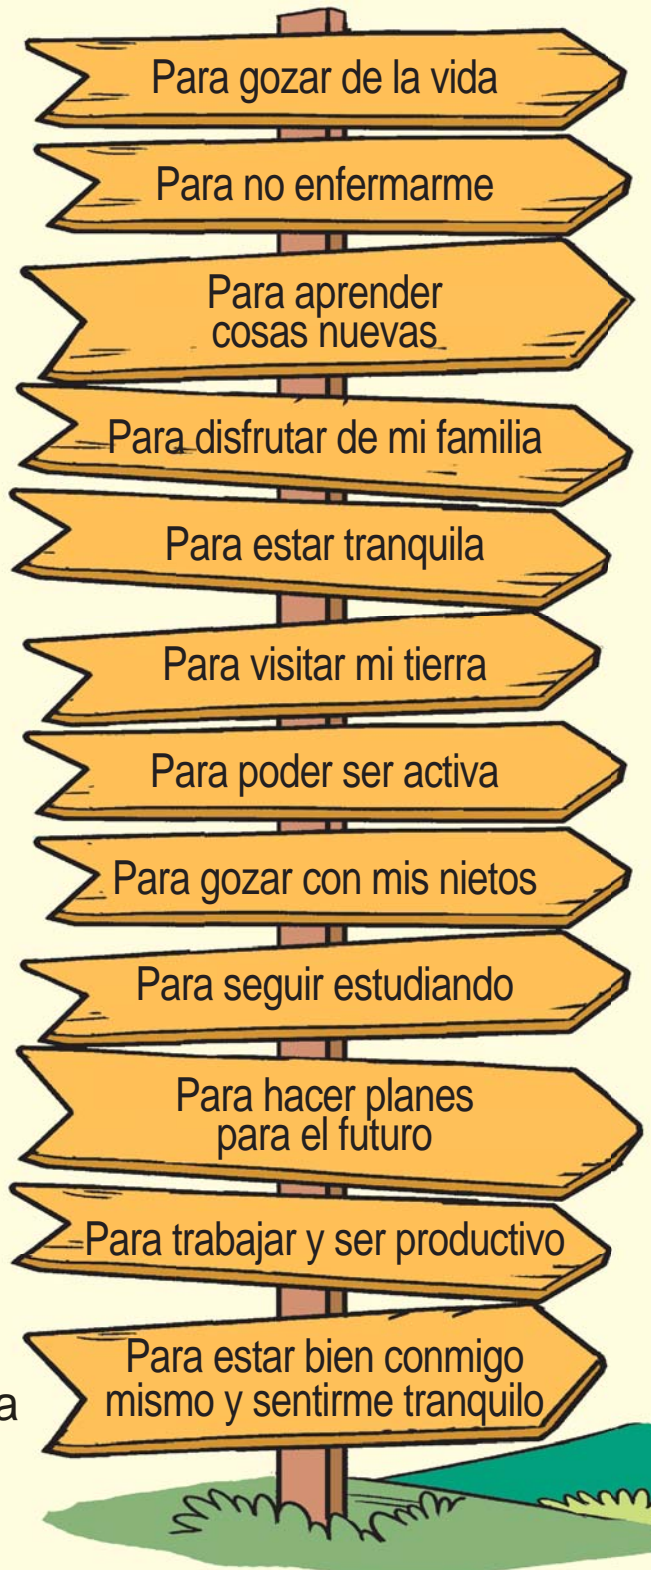 Para gozar de la vida
Para no enfermarme
Para aprender
cosas nuevas
Para disfrutar de mi familia
Para estar tranquila
Para visitar mi tierra
Para poder ser activa
Para gozar con mis nietos
Para seguir estudiando
Para hacer planes
para el futuro
Para trabajar y ser productivo
Para estar bien conmigo
mismo y sentirme tranquilo
a